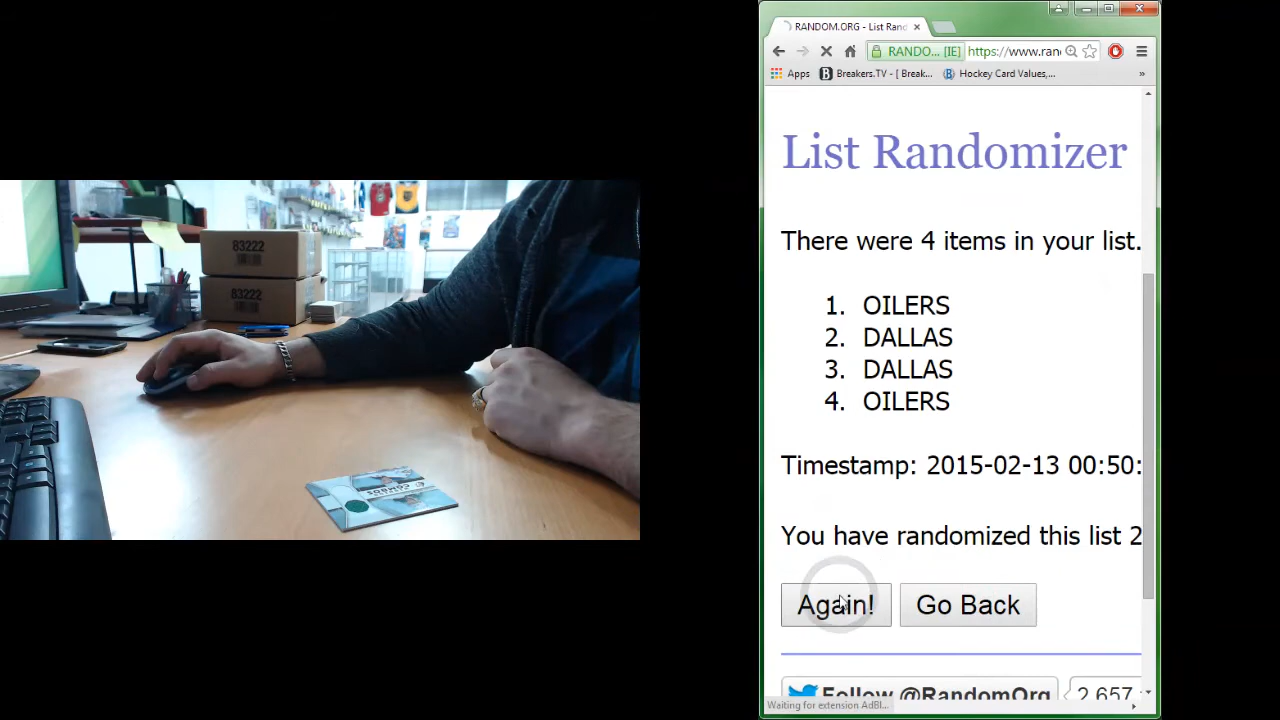 RANDOM.ORG - List Ran
RANDO... [IE] https://www.ran
Apps Breakers.TV - [ Break... Hockey Card Values,... »
List Randomizer
There were 4 items in your list.
1. OILERS
2. DALLAS
3. DALLAS
4. OILERS
Timestamp: 2015-02-13 00:50:
You have randomized this list 2
Again! Go Back
Follow @RandomOrg 2,657
Waiting for extension AdBl...
83222
83222
COMBOS